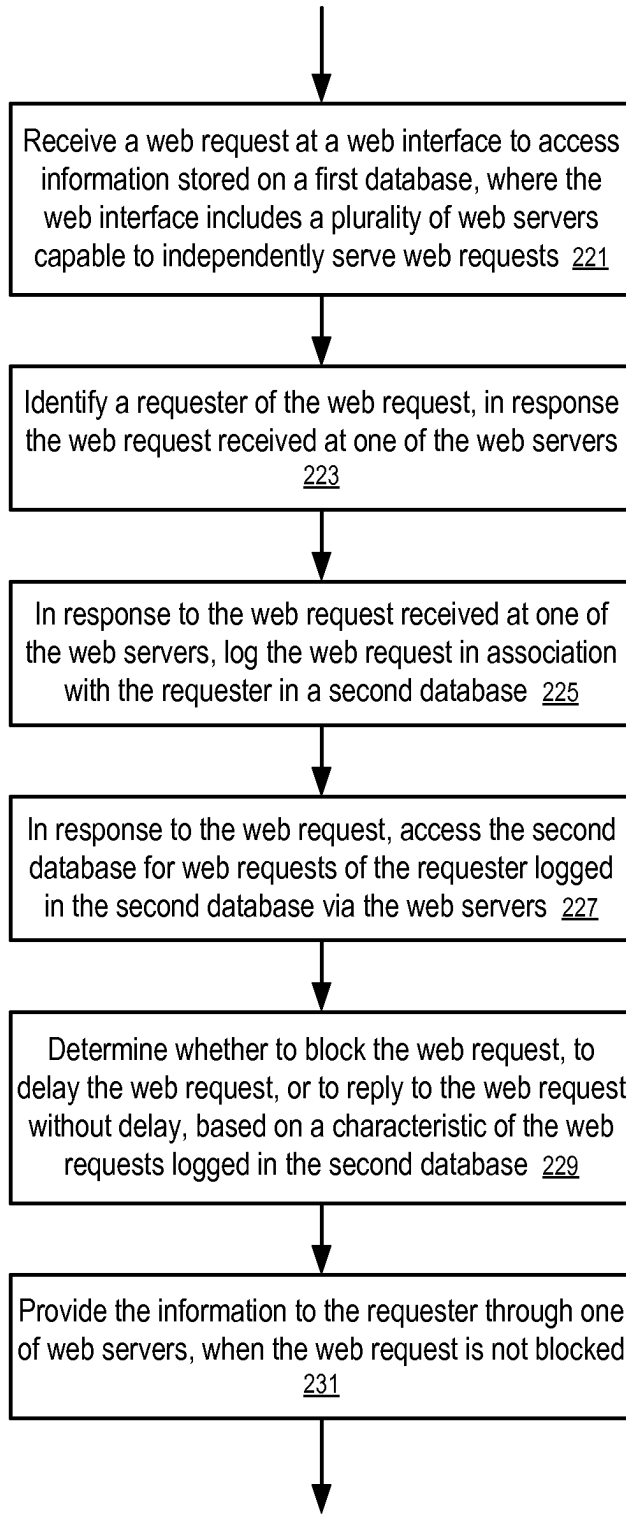 Receive a web request at a web interface to access
information stored on a first database, where the
web interface includes a plurality of web servers
capable to independently serve web requests 221
Identify a requester of the web request, in response
the web request received at one of the web servers
223
In response to the web request received at one of
the web servers, log the web request in association
with the requester in a second database 225
In response to the web request, access the second
database for web requests of the requester logged
in the second database via the web servers 227
Determine whether to block the web request, to
delay the web request, or to reply to the web request
without delay, based on a characteristic of the web
requests logged in the second database 229
Provide the information to the requester through one
of web servers, when the web request is not blocked
231